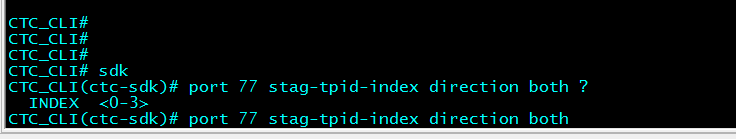 CTC_CLI#
CTC_CLI#
CTC_CLI#
CTC_CLI# sdk
CTC_CLI(ctc-sdk)# port 77 stag-tpid-index direction both ?
  INDEX  <0-3>
CTC_CLI(ctc-sdk)# port 77 stag-tpid-index direction both